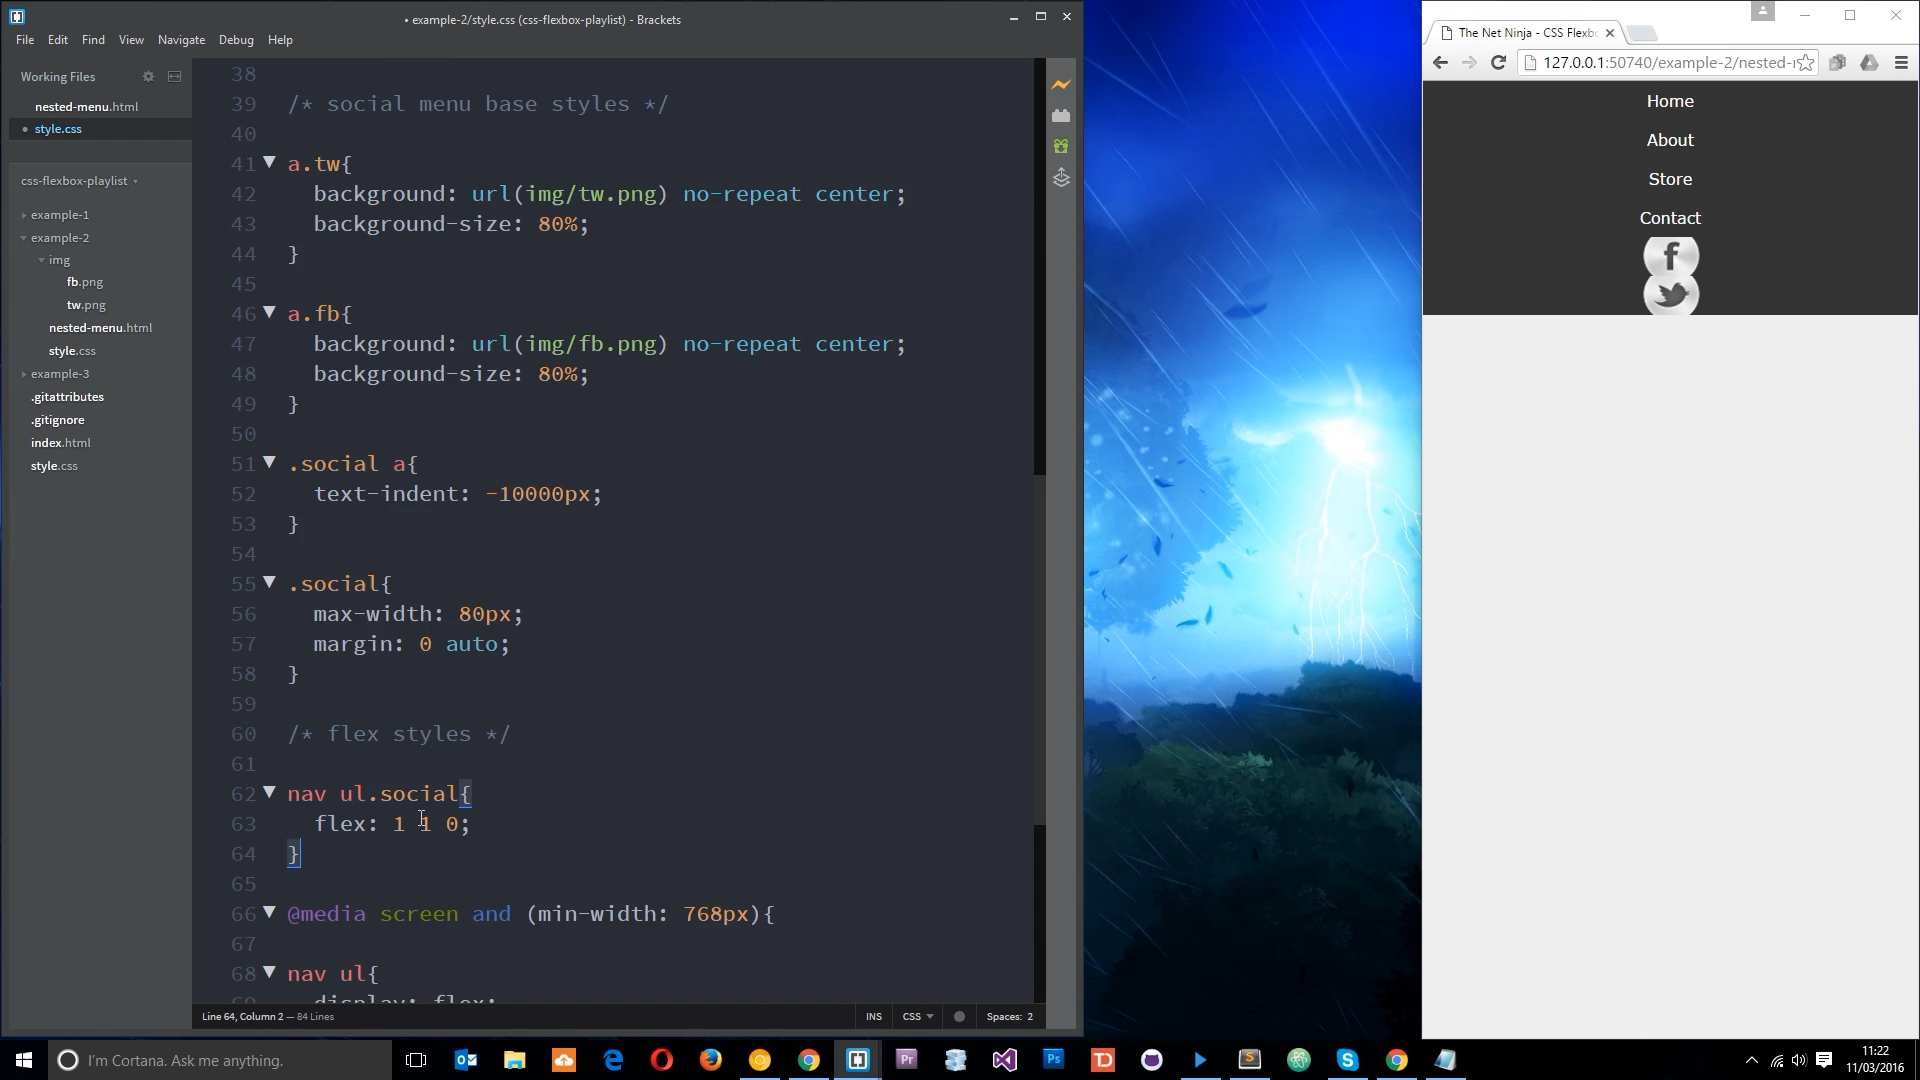 • example-2/style.css (css-flexbox-playlist) - Brackets
File Edit Find View Navigate Debug Help
Working Files
nested-menu.html
• style.css
css-flexbox-playlist
example-1
example-2
img
fb.png
tw.png
nested-menu.html
style.css
example-3
.gitattributes
.gitignore
index.html
style.css
38
39 /* social menu base styles */
40
41 a.tw{
42 background: url(img/tw.png) no-repeat center;
43 background-size: 80%;
44 }
45
46 a.fb{
47 background: url(img/fb.png) no-repeat center;
48 background-size: 80%;
49 }
50
51 .social a{
52 text-indent: -10000px;
53 }
54
55 .social{
56 max-width: 80px;
57 margin: 0 auto;
58 }
59
60 /* flex styles */
61
62 nav ul.social{
63 flex: 1 1 0;
64 }
65
66 @media screen and (min-width: 768px){
67
68 nav ul{
69 display: flex;
Line 64, Column 2 — 84 Lines
INS CSS Spaces: 2
The Net Ninja - CSS Flexb
127.0.0.1:50740/example-2/nested-
Home
About
Store
Contact
f
I'm Cortana. Ask me anything.
Pr
Ps
TD
11:22
11/03/2016